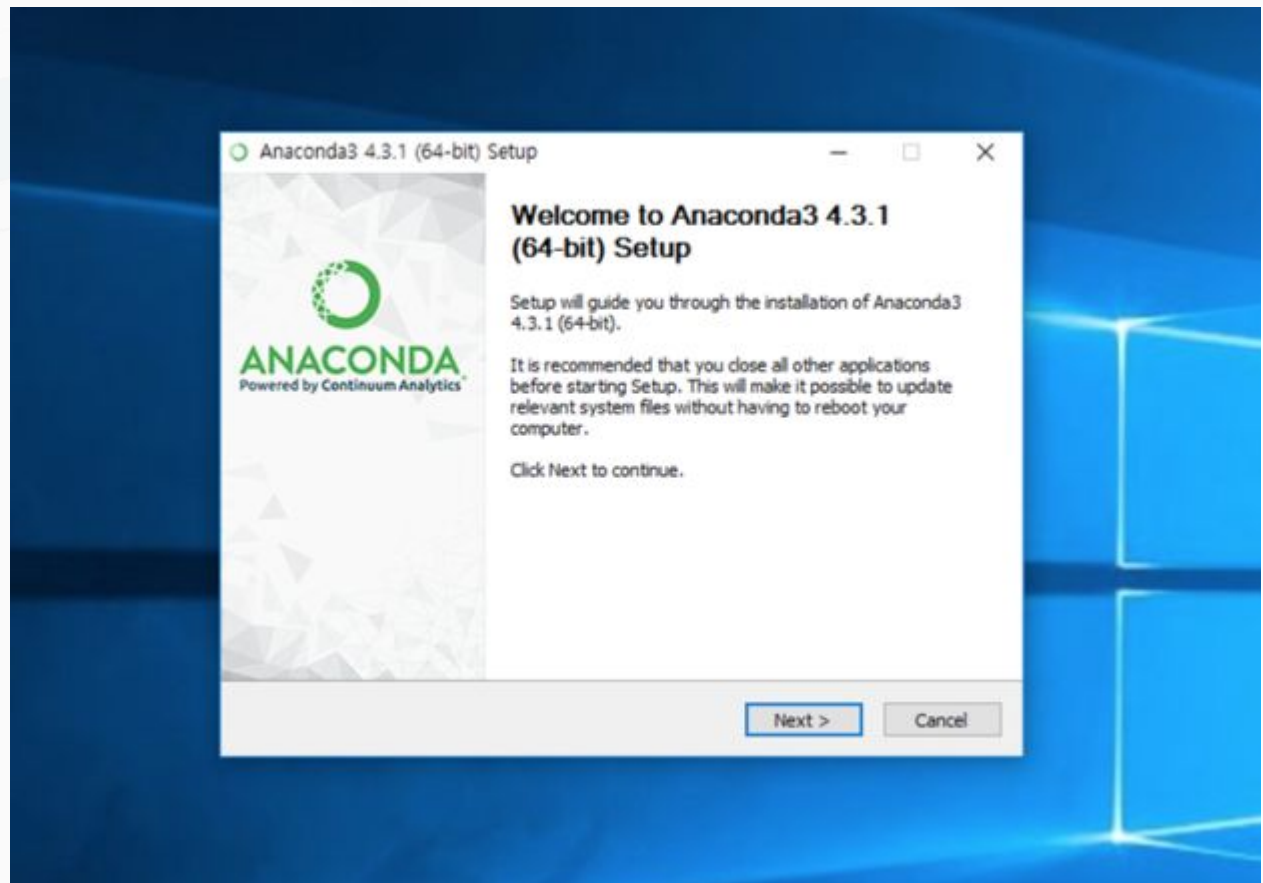 Anaconda3 4.3.1 (64-bit) Setup
Welcome to Anaconda3 4.3.1
(64-bit) Setup
Setup will guide you through the installation of Anaconda3
4.3.1 (64-bit).
It is recommended that you close all other applications
before starting Setup. This will make it possible to update
relevant system files without having to reboot your
computer.
Click Next to continue.
ANACONDA
Powered by Continuum Analytics
Next >
Cancel